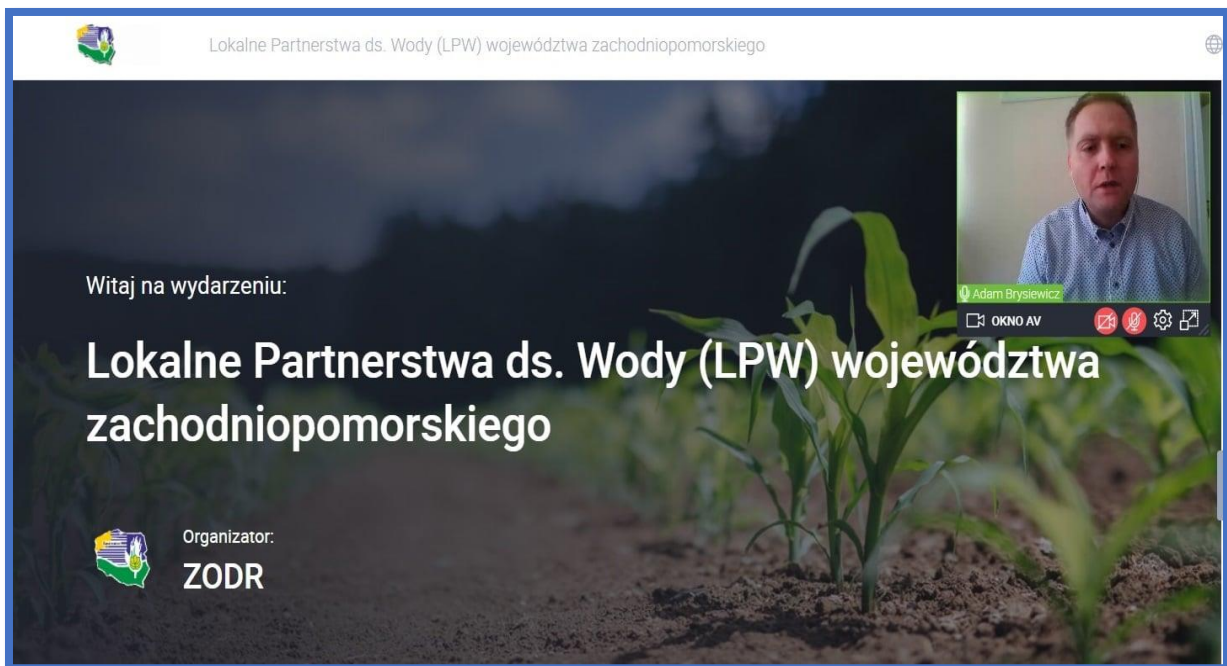 Lokalne Partnerstwa ds. Wody (LPW) województwa zachodniopomorskiego
Adam Brysiewicz
OKNO AV
Witaj na wydarzeniu:
Lokalne Partnerstwa ds. Wody (LPW) województwa
zachodniopomorskiego
Organizator:
ZODR